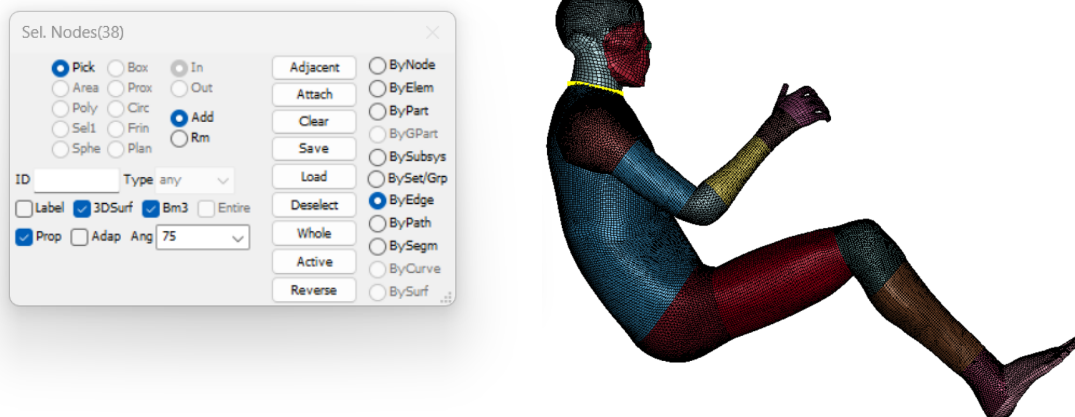 Sel. Nodes(38)
Pick Box In
Area Prox Out
Poly Circ
Sel1 Frin Add
Sphe Plan Rm
ID Type any
Label 3DSurf Bm3 Entire
Prop Adap Ang 75
Adjacent
Attach
Clear
Save
Load
Deselect
Whole
Active
Reverse
ByNode
ByElem
ByPart
ByGPart
BySubsys
BySet/Grp
ByEdge
ByPath
BySegm
ByCurve
BySurf